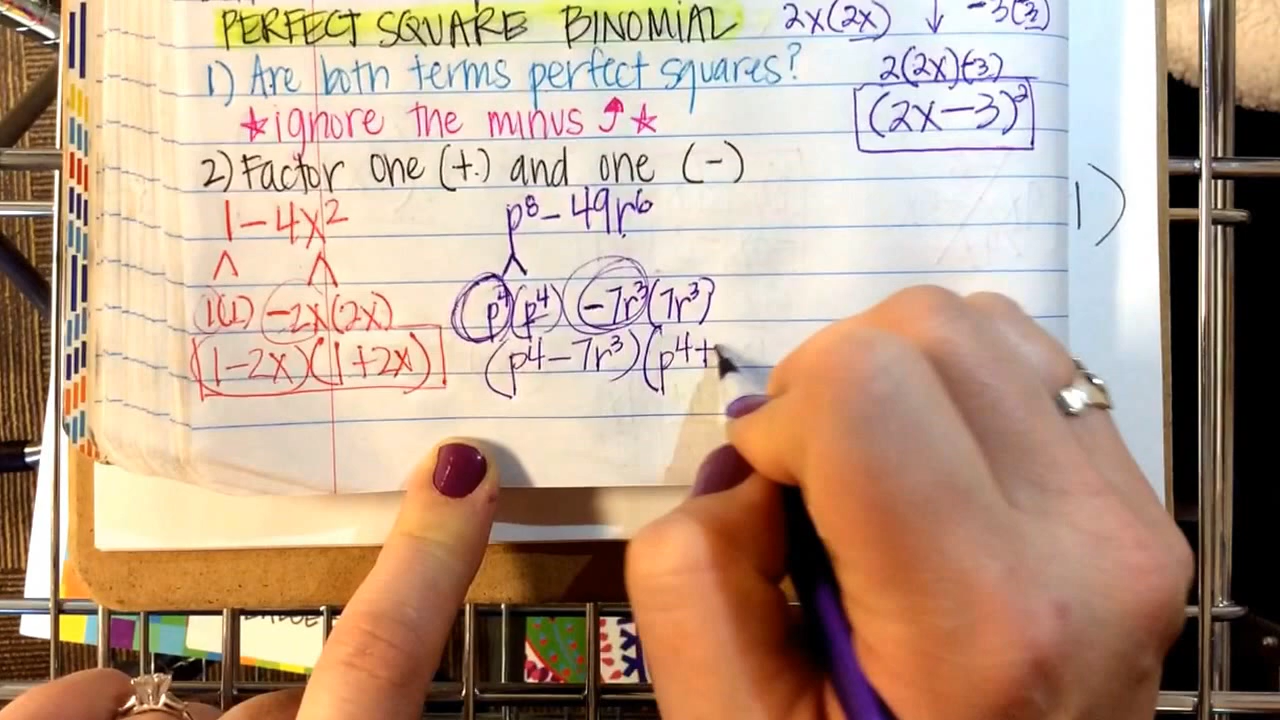 PERFECT SQUARE BINOMIAL 2x(2x) ↓ -3(3)
1) Are both terms perfect squares? 2(2x)(-3)
★ignore the minus ⤴★ (2x-3)²
2) Factor one (+) and one (-)
1-4x² p⁸-49r⁶ 1)
1(1) -2x(2x) (p⁴)(p⁴) (-7r³)(7r³)
(1-2x)(1+2x) (p⁴-7r³)(p⁴+